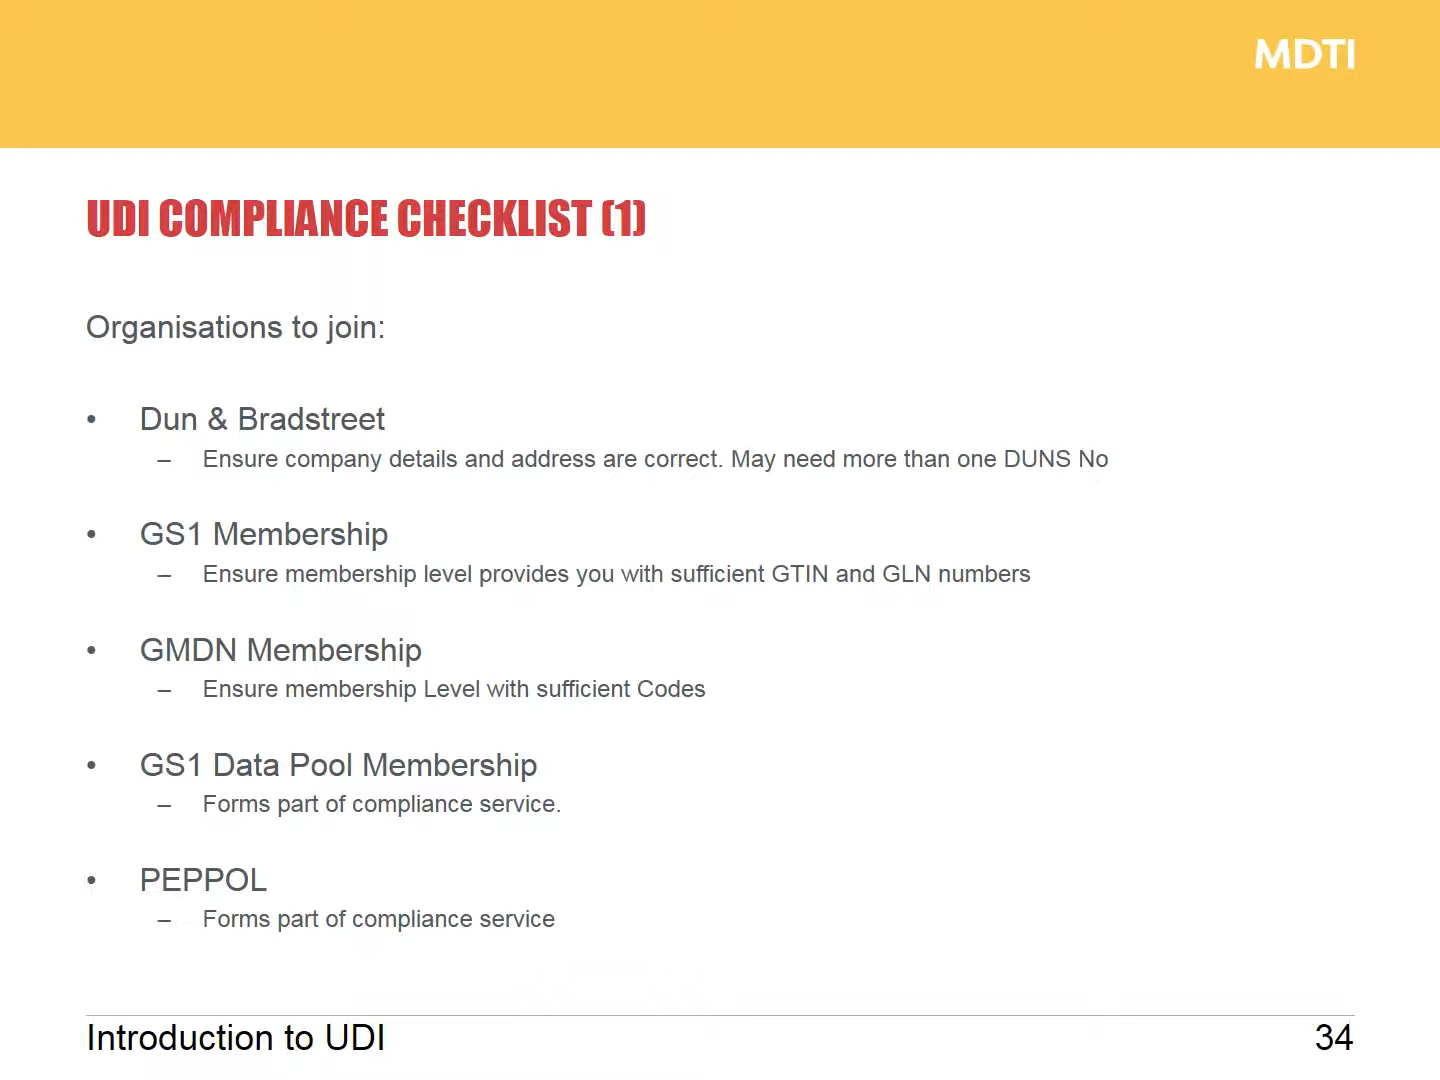 MDTI
UDI COMPLIANCE CHECKLIST (1)
Organisations to join:
• Dun & Bradstreet
– Ensure company details and address are correct. May need more than one DUNS No
• GS1 Membership
– Ensure membership level provides you with sufficient GTIN and GLN numbers
• GMDN Membership
– Ensure membership Level with sufficient Codes
• GS1 Data Pool Membership
– Forms part of compliance service.
• PEPPOL
– Forms part of compliance service
Introduction to UDI 34